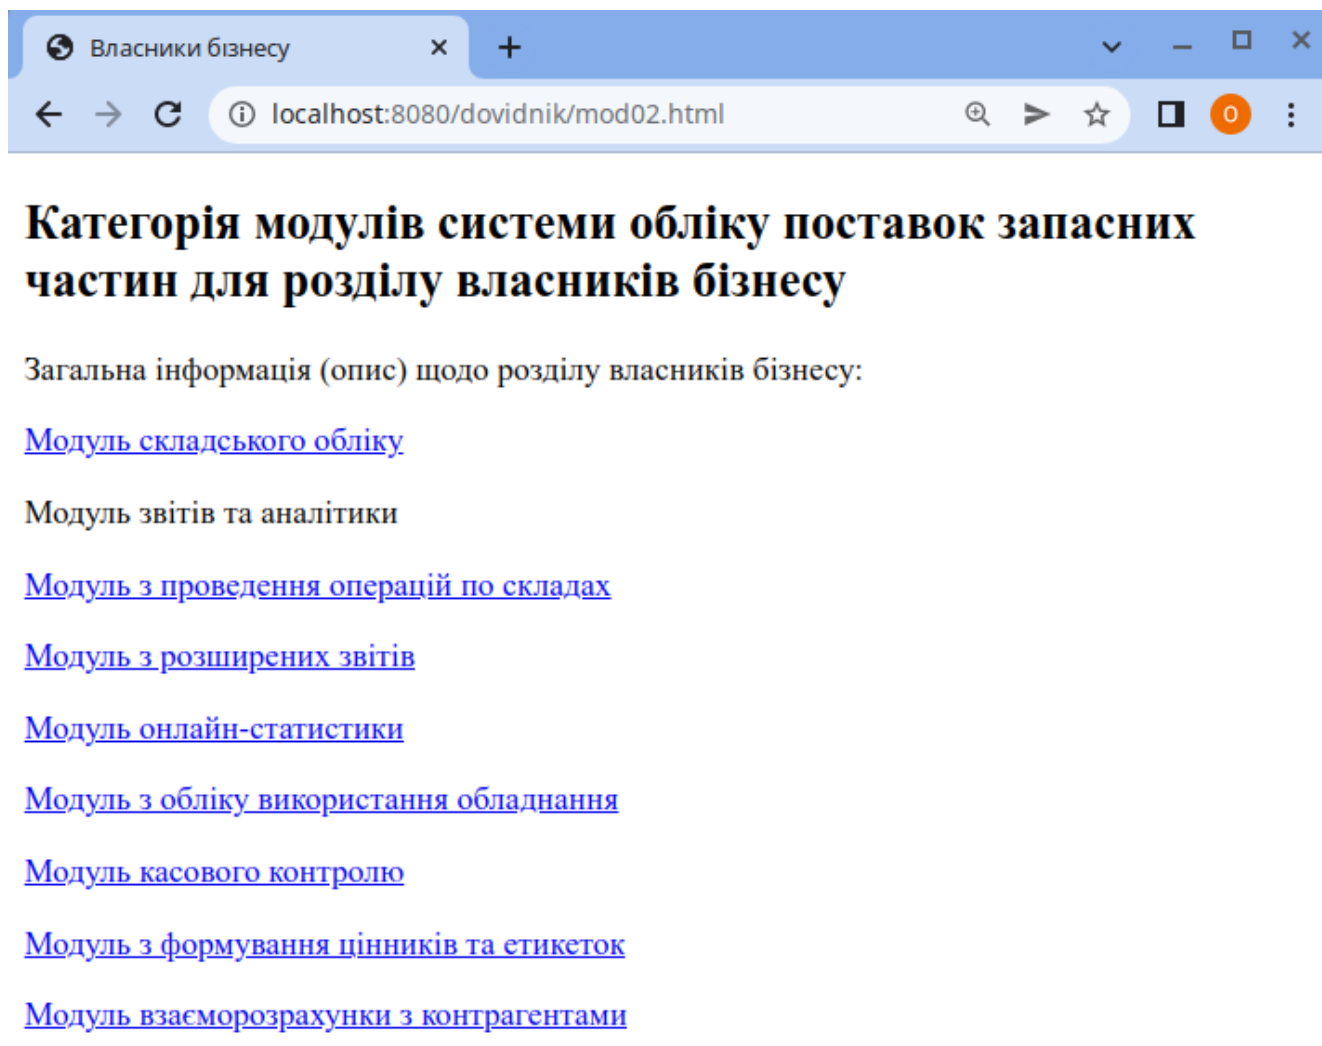 Власники бізнесу
localhost:8080/dovidnik/mod02.html
О
Категорія модулів системи обліку поставок запасних
частин для розділу власників бізнесу
Загальна інформація (опис) щодо розділу власників бізнесу:
Модуль складського обліку
Модуль звітів та аналітики
Модуль з проведення операцій по складах
Модуль з розширених звітів
Модуль онлайн-статистики
Модуль з обліку використання обладнання
Модуль касового контролю
Модуль з формування цінників та етикеток
Модуль взаєморозрахунки з контрагентами